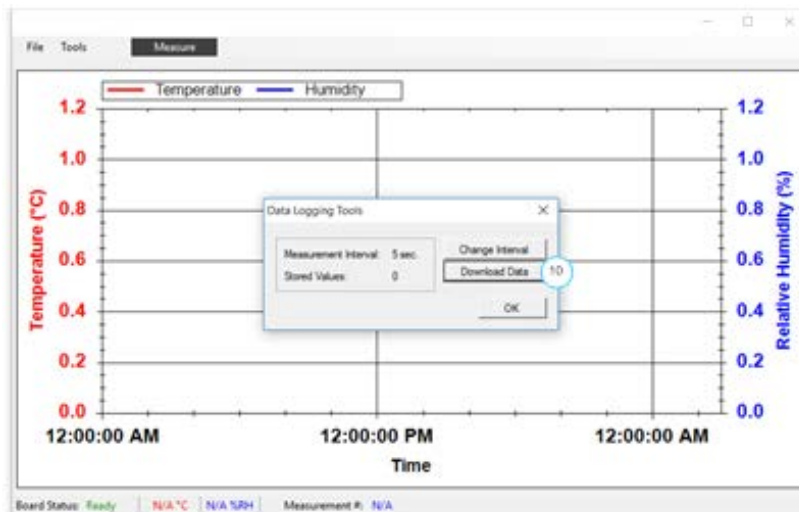 File Tools Measure
Temperature Humidity
1.2 1.2
1.0 1.0
0.8 0.8
0.6 0.6
0.4 0.4
0.2 0.2
0.0 0.0
Temperature (°C)
Relative Humidity (%)
Data Logging Tools
Measurement Interval: 5 sec. Change Interval
Stored Values: 0 Download Data 10
OK
12:00:00 AM 12:00:00 PM 12:00:00 AM
Time
Board Status: Ready N/A °C N/A %RH Measurement #: N/A